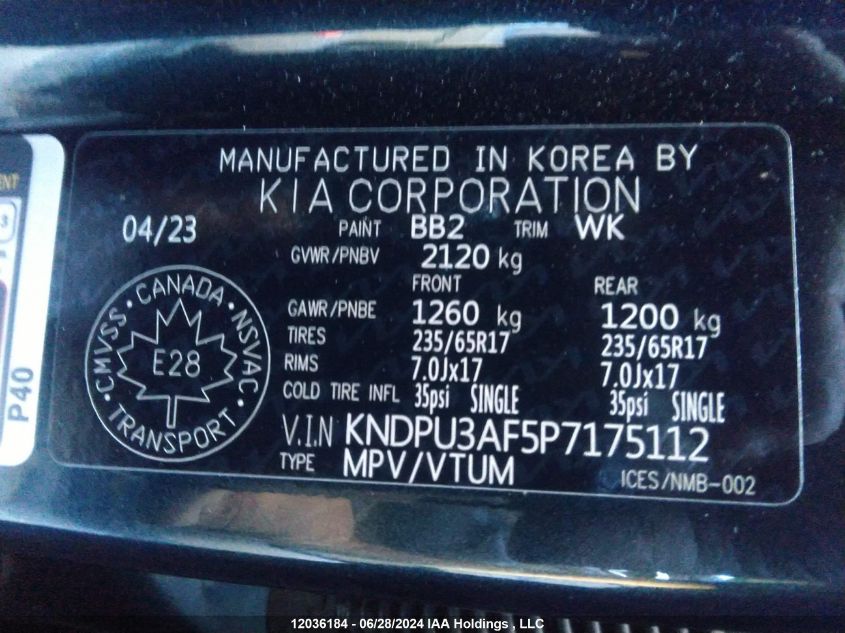 MANUFACTURED IN KOREA BY
KIA CORPORATION
04/23 PAINT BB2 TRIM WK
GVWR/PNBV 2120 kg
FRONT REAR
GAWR/PNBE 1260 kg 1200 kg
TIRES 235/65R17 235/65R17
RIMS 7.0Jx17 7.0Jx17
COLD TIRE INFL 35psi SINGLE 35psi SINGLE
V.I.N KNDPU3AF5P7175112
TYPE MPV/VTUM
ICES/NMB-002
CMVSS · CANADA · NSVAC · TRANSPORT ·
E28
P40
3
12036184 - 06/28/2024 IAA Holdings , LLC